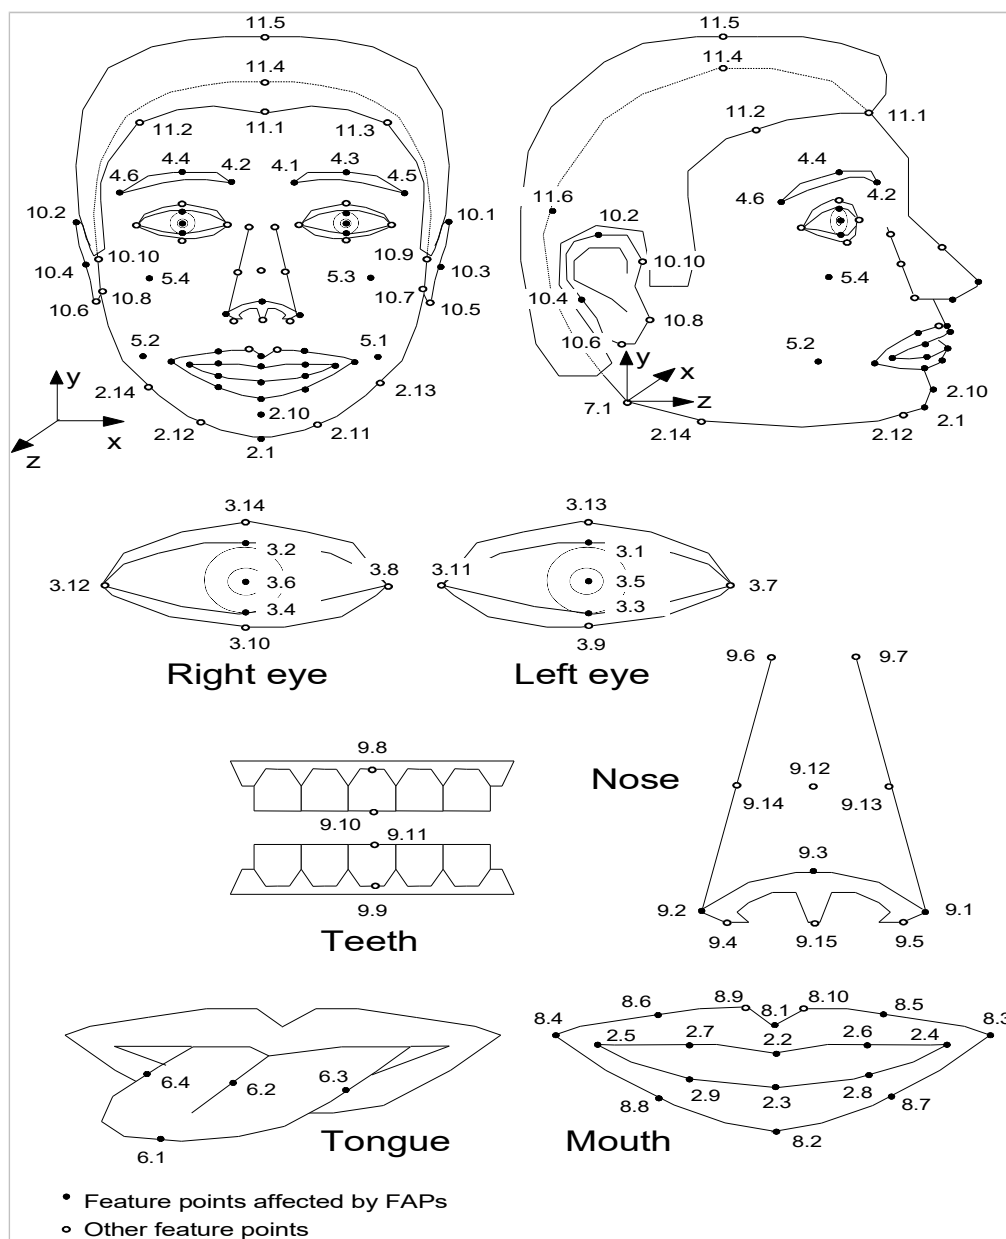 11.5
11.4
11.2 11.1 11.3
4.4 4.2 4.1 4.3
4.6 4.5
10.2 10.1
10.10 10.9
10.4 5.4 5.3 10.3
10.8 10.7
10.6 10.5
5.2 5.1
2.14 2.13
2.10
2.12 2.11
2.1
y
x
z
11.5
11.4
11.2 11.1
4.4
4.6 4.2
11.6
10.2
10.10
5.4
10.4
10.8
10.6
5.2
y
x
z
7.1
2.10
2.14 2.12 2.1
3.14
3.2
3.12 3.6 3.8
3.4
3.10
Right eye
3.13
3.1
3.11 3.5 3.7
3.3
3.9
Left eye
9.6 9.7
Nose
9.12
9.14 9.13
9.3
9.2 9.1
9.4 9.15 9.5
9.8
9.10 9.11
9.9
Teeth
6.4 6.2 6.3
6.1
Tongue
8.6 8.9 8.1 8.10 8.5
8.4 8.3
2.5 2.7 2.2 2.6 2.4
2.9 2.3 2.8
8.8 8.7
8.2
Mouth
Feature points affected by FAPs
Other feature points